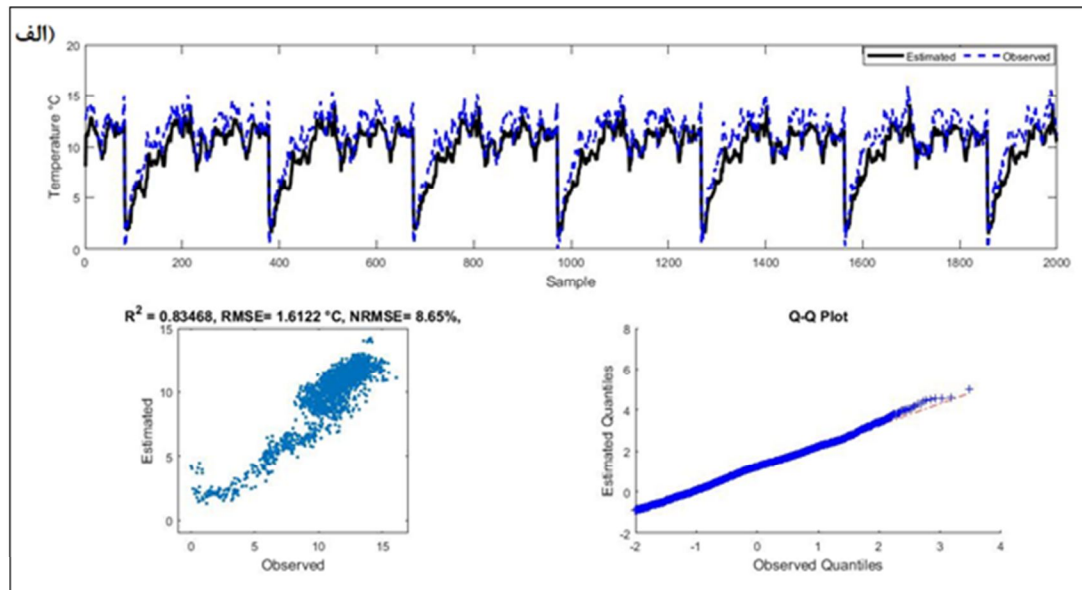 الف)
20
15
10
5
0
Temperature °C
Estimated
Observed
0 200 400 600 800 1000 1200 1400 1600 1800 2000
Sample
R² = 0.83468, RMSE= 1.6122 °C, NRMSE= 8.65%,
15
10
5
0
Estimated
0 5 10 15
Observed
Q-Q Plot
8
6
4
2
0
-2
Estimated Quantiles
-2 -1 0 1 2 3 4
Observed Quantiles